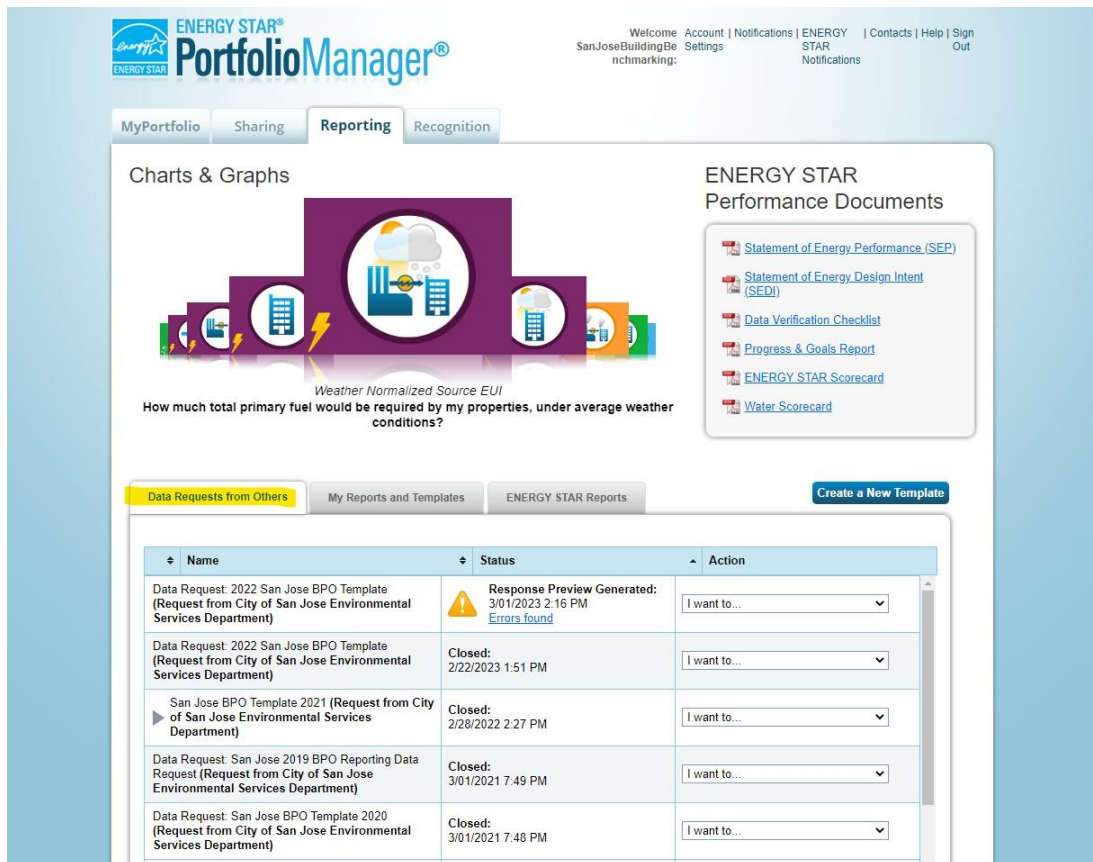 ENERGY STAR®
PortfolioManager®
energy
ENERGY STAR
Welcome
SanJoseBuildingBe
nchmarking:
Account | Notifications | ENERGY | Contacts | Help | Sign
Settings STAR Out
Notifications
MyPortfolio Sharing Reporting Recognition
Charts & Graphs
Weather Normalized Source EUI
How much total primary fuel would be required by my properties, under average weather
conditions?
ENERGY STAR
Performance Documents
Statement of Energy Performance (SEP)
Statement of Energy Design Intent
(SEDI)
Data Verification Checklist
Progress & Goals Report
ENERGY STAR Scorecard
Water Scorecard
Data Requests from Others My Reports and Templates ENERGY STAR Reports Create a New Template
Name Status Action
Data Request: 2022 San Jose BPO Template
(Request from City of San Jose Environmental
Services Department)
Response Preview Generated:
3/01/2023 2:16 PM
Errors found
I want to...
Data Request: 2022 San Jose BPO Template
(Request from City of San Jose Environmental
Services Department)
Closed:
2/22/2023 1:51 PM
I want to...
San Jose BPO Template 2021 (Request from City
of San Jose Environmental Services
Department)
Closed:
2/28/2022 2:27 PM
I want to...
Data Request: San Jose 2019 BPO Reporting Data
Request (Request from City of San Jose
Environmental Services Department)
Closed:
3/01/2021 7:49 PM
I want to...
Data Request: San Jose BPO Template 2020
(Request from City of San Jose Environmental
Services Department)
Closed:
3/01/2021 7:48 PM
I want to...